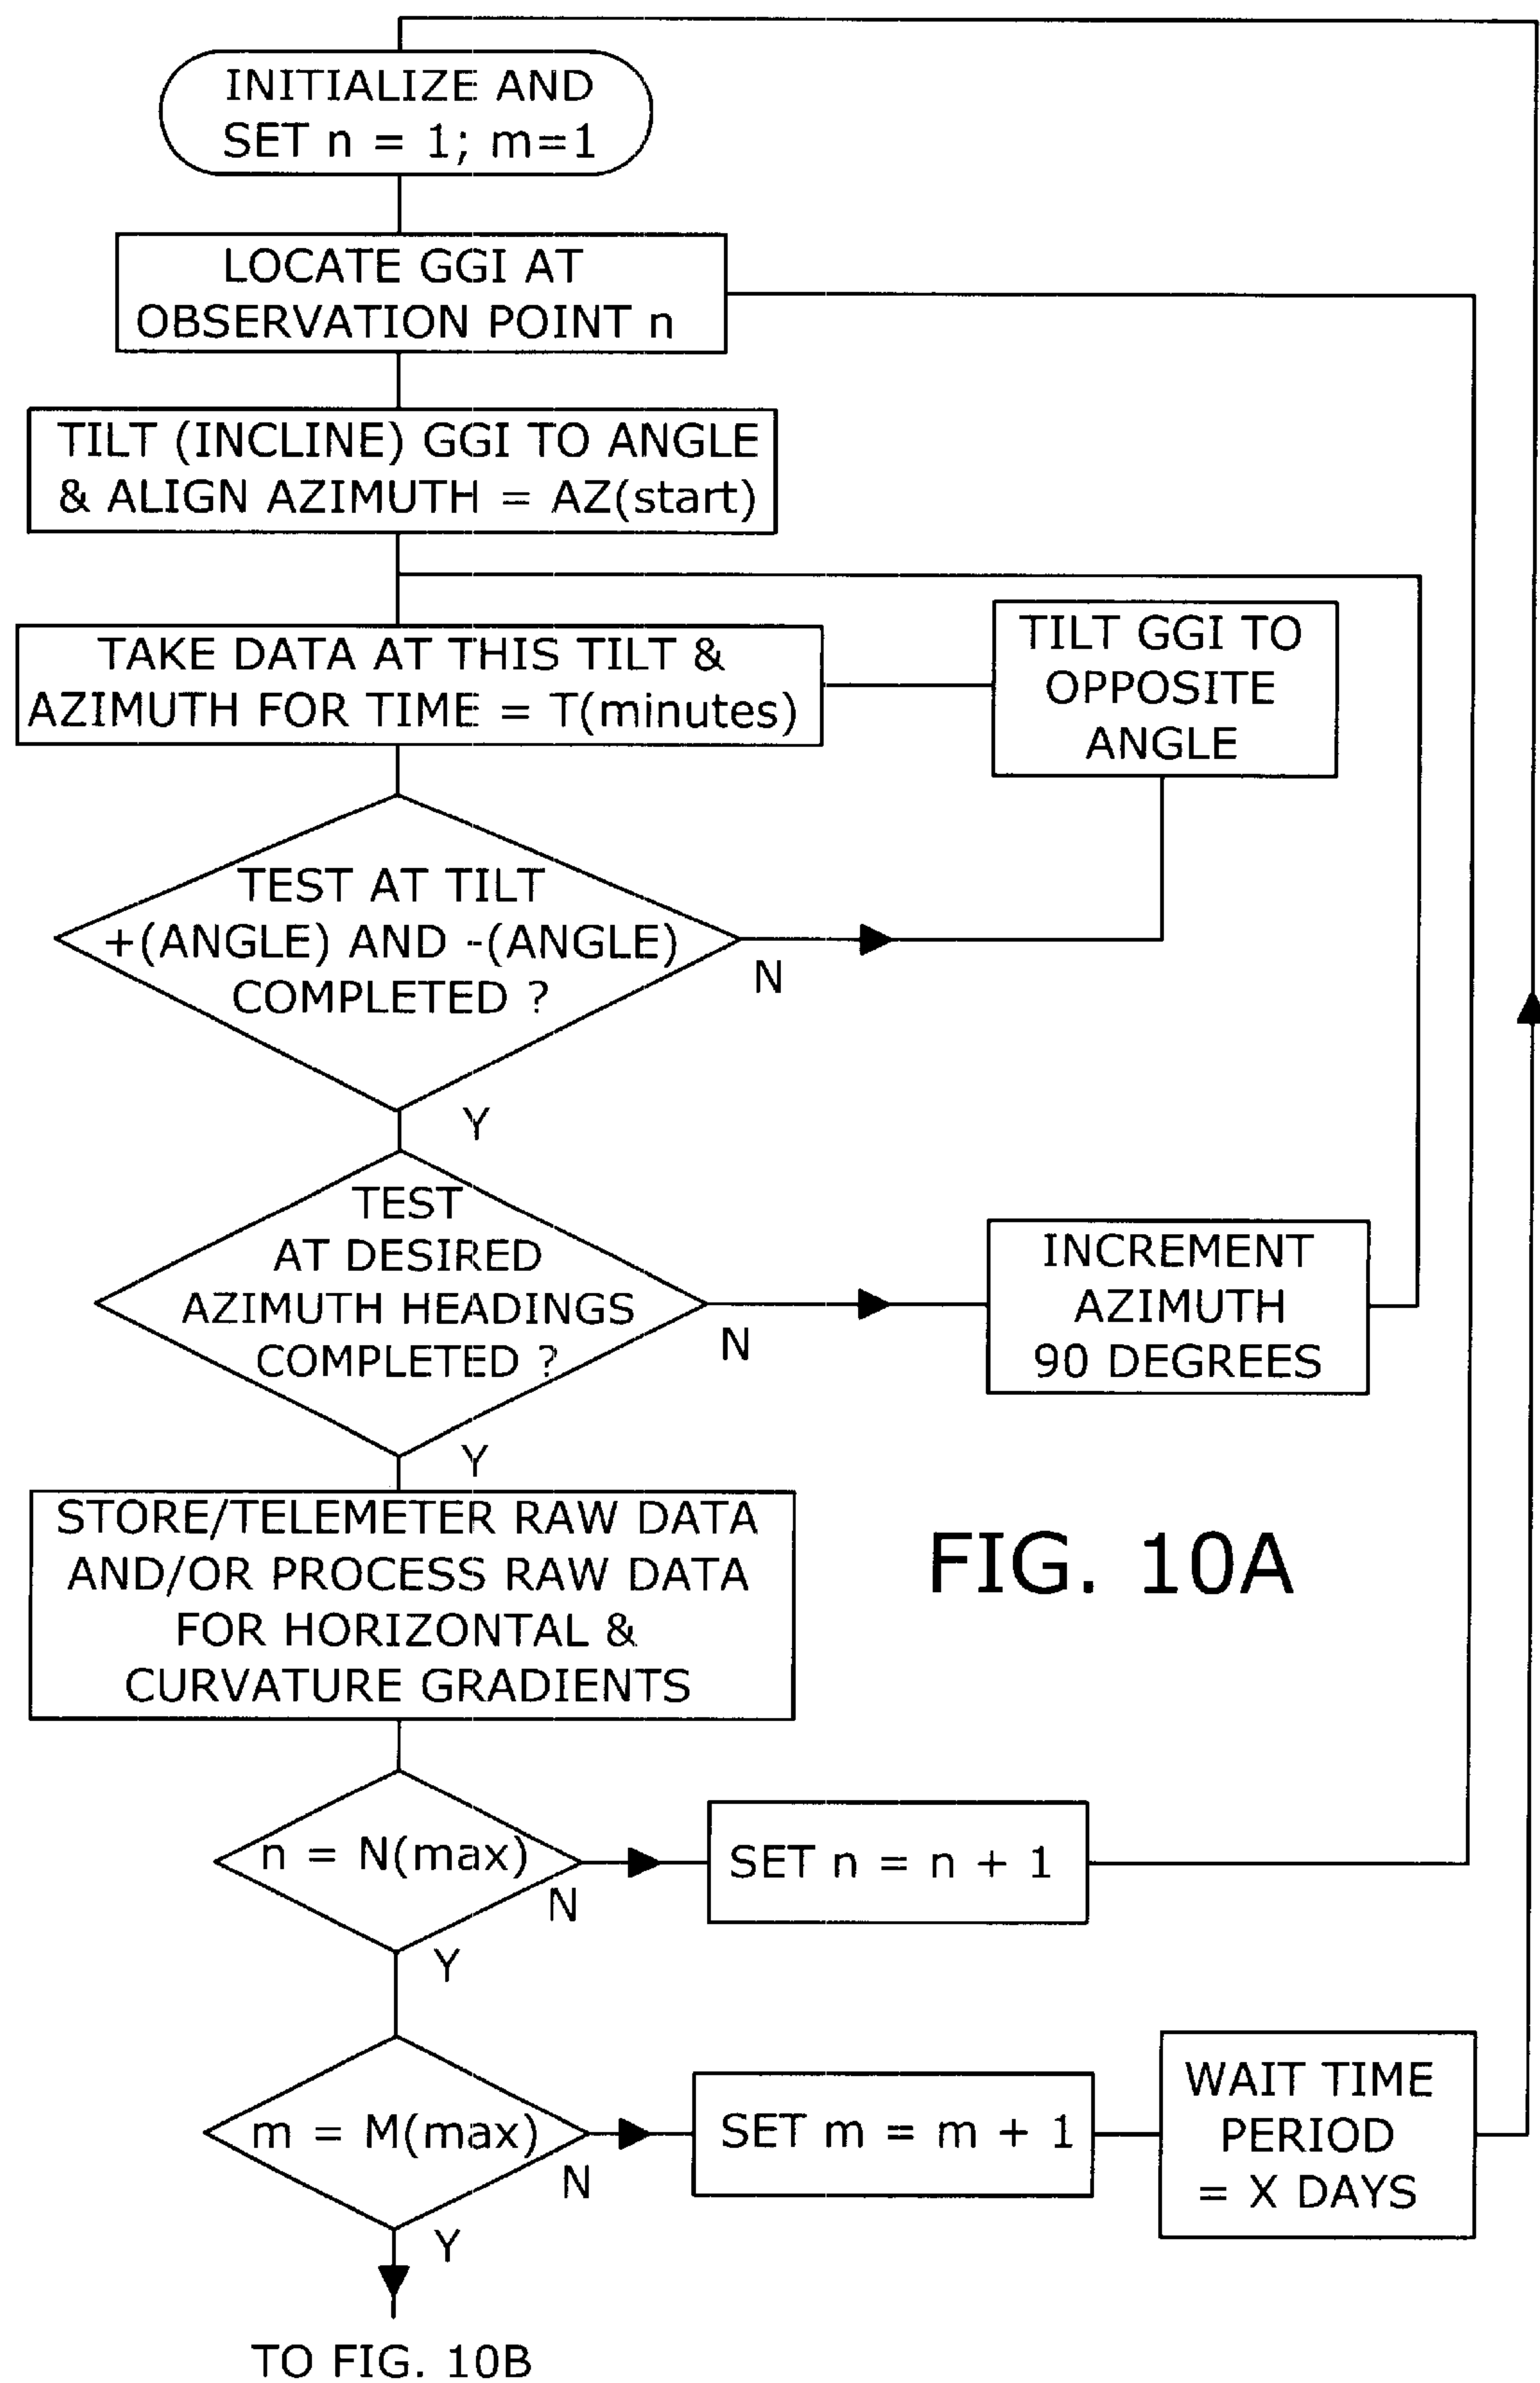 INITIALIZE AND
SET n = 1; m=1
LOCATE GGI AT
OBSERVATION POINT n
TILT (INCLINE) GGI TO ANGLE
& ALIGN AZIMUTH = AZ(start)
TAKE DATA AT THIS TILT &
AZIMUTH FOR TIME = T(minutes)
TILT GGI TO
OPPOSITE
ANGLE
TEST AT TILT
+(ANGLE) AND -(ANGLE)
COMPLETED ?
N
Y
TEST
AT DESIRED
AZIMUTH HEADINGS
COMPLETED ?
N
INCREMENT
AZIMUTH
90 DEGREES
Y
STORE/TELEMETER RAW DATA
AND/OR PROCESS RAW DATA
FOR HORIZONTAL &
CURVATURE GRADIENTS
FIG. 10A
n = N(max)
N
SET n = n + 1
Y
m = M(max)
N
SET m = m + 1
WAIT TIME
PERIOD
= X DAYS
Y
TO FIG. 10B